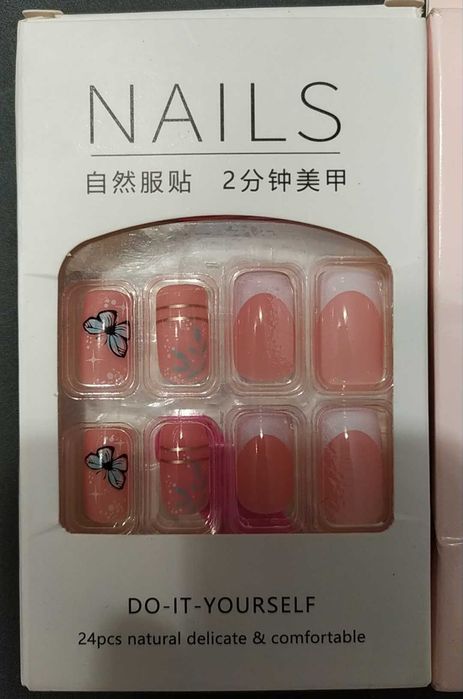 NAILS
自然服贴 2分钟美甲
DO-IT-YOURSELF
24pcs natural delicate & comfortable